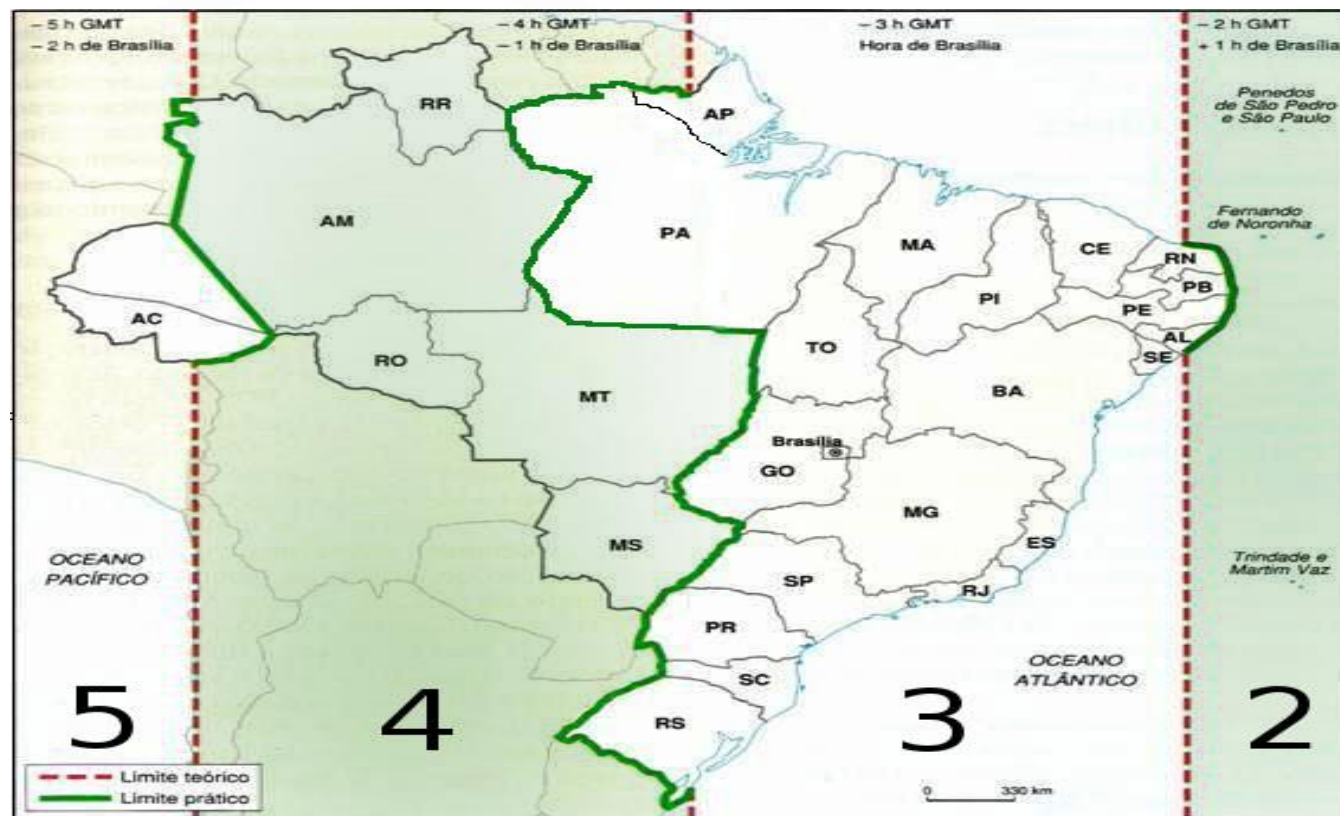 – 5 h GMT
– 2 h de Brasília
– 4 h GMT
– 1 h de Brasília
– 3 h GMT
Hora de Brasília
– 2 h GMT
+ 1 h de Brasília
Penedos
de São Pedro
e São Paulo
RR
AP
AM
PA
MA
CE
Fernando
de Noronha
RN
PB
PI
PE
AC
AL
TO
SE
RO
MT
BA
Brasília
GO
MG
ES
MS
OCEANO
PACÍFICO
Trindade e
Martim Vaz
SP
RJ
PR
OCEANO
ATLÂNTICO
SC
RS
5
4
3
2
Limite teórico
Limite prático
0 330 km